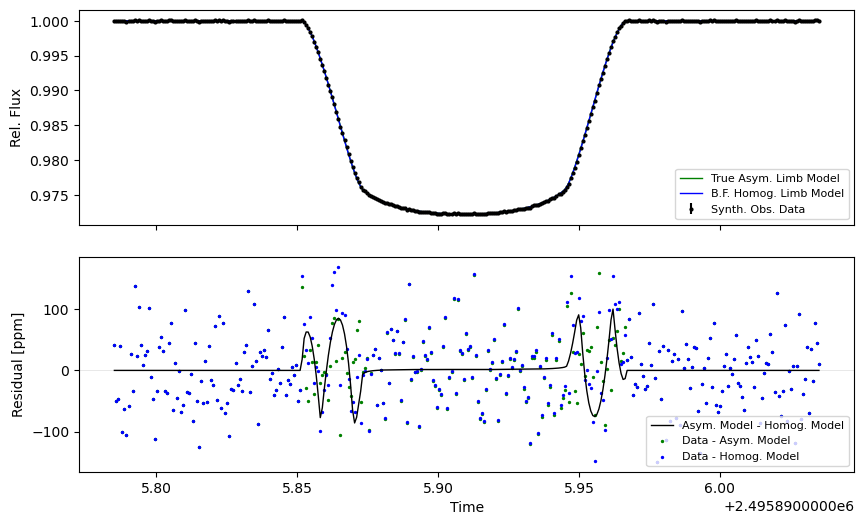 1.000
0.995
0.990
0.985
0.980
0.975
Rel. Flux
True Asym. Limb Model
B.F. Homog. Limb Model
Synth. Obs. Data
100
0
−100
Residual [ppm]
Asym. Model - Homog. Model
Data - Asym. Model
Data - Homog. Model
5.80
5.85
5.90
5.95
6.00
Time
+2.4958900000e6